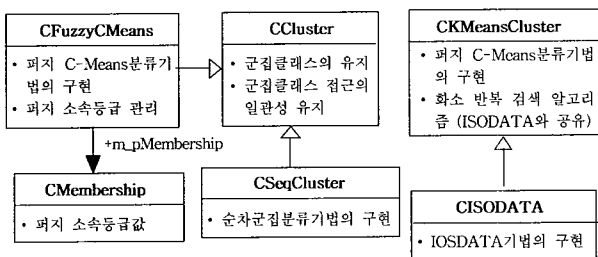 CFuzzyCMeans
• 퍼지 C-Means분류기
법의 구현
• 퍼지 소속등급 관리
CCluster
• 군집클래스의 유지
• 군집클래스 접근의
일관성 유지
CKMeansCluster
• 퍼지 C-Means분류기법
의 구현
• 화소 반복 검색 알고리
즘 (ISODATA와 공유)
+m_pMembership
CMembership
• 퍼지 소속등급값
CSeqCluster
• 순차군집분류기법의 구현
CISODATA
• IOSDATA기법의 구현